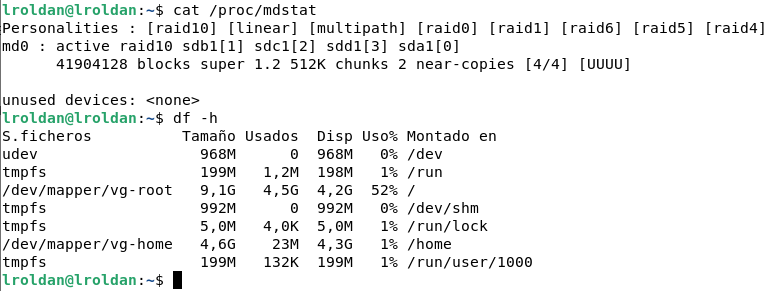 lroldan@lroldan:~$ cat /proc/mdstat
Personalities : [raid10] [linear] [multipath] [raid0] [raid1] [raid6] [raid5] [raid4]
md0 : active raid10 sdb1[1] sdc1[2] sdd1[3] sda1[0]
      41904128 blocks super 1.2 512K chunks 2 near-copies [4/4] [UUUU]

unused devices: <none>
lroldan@lroldan:~$ df -h
S.ficheros          Tamaño Usados  Disp Uso% Montado en
udev                  968M      0  968M   0% /dev
tmpfs                 199M   1,2M  198M   1% /run
/dev/mapper/vg-root   9,1G   4,5G  4,2G  52% /
tmpfs                 992M      0  992M   0% /dev/shm
tmpfs                 5,0M   4,0K  5,0M   1% /run/lock
/dev/mapper/vg-home   4,6G    23M  4,3G   1% /home
tmpfs                 199M   132K  199M   1% /run/user/1000
lroldan@lroldan:~$